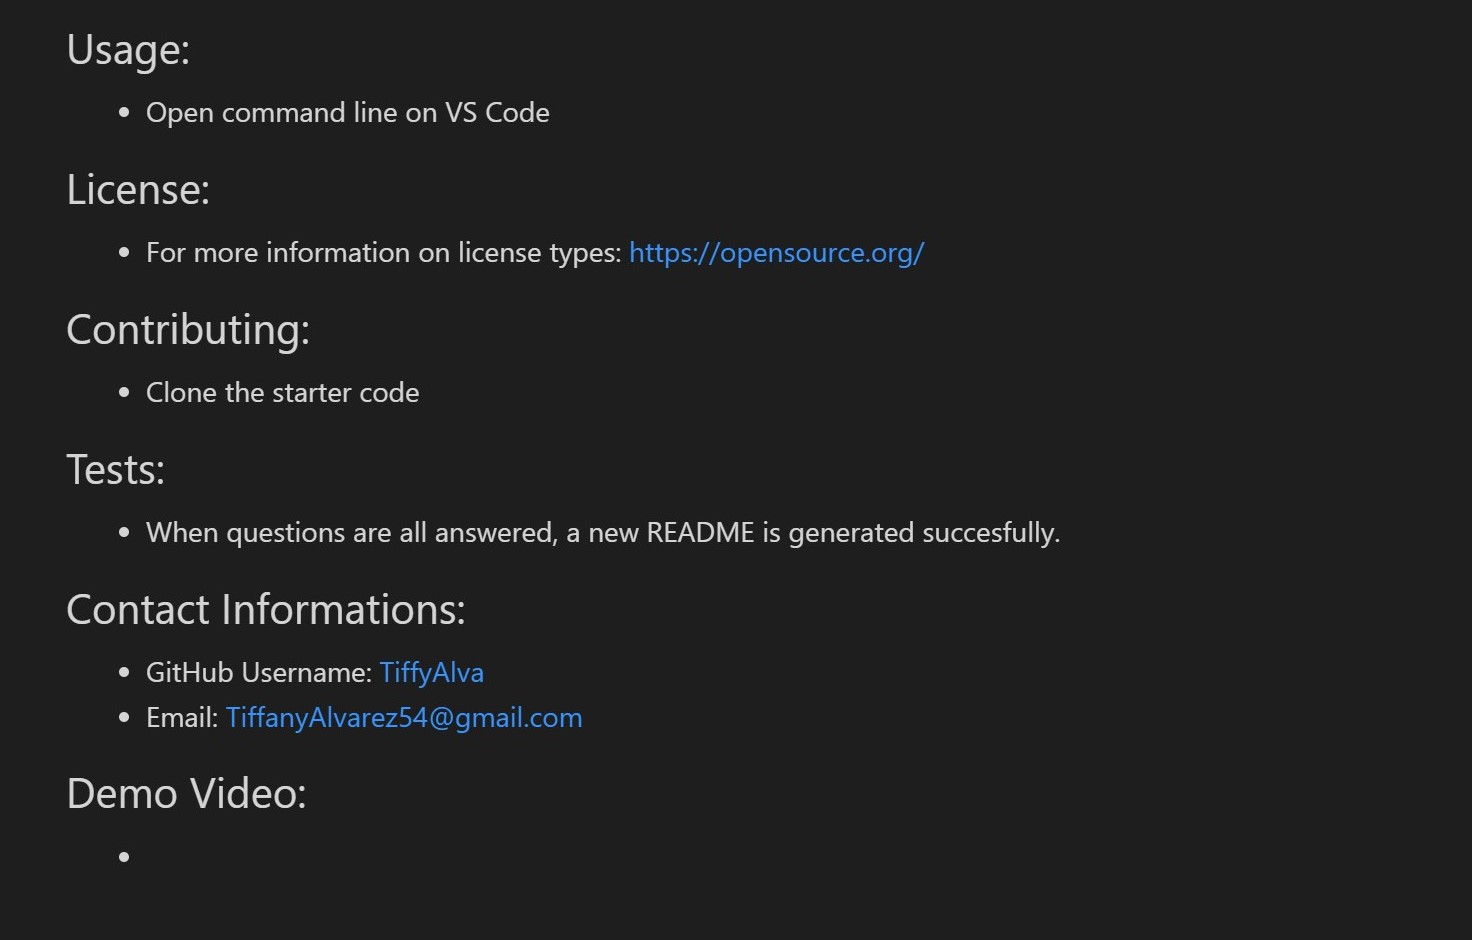 Usage:
• Open command line on VS Code
License:
• For more information on license types: https://opensource.org/
Contributing:
• Clone the starter code
Tests:
• When questions are all answered, a new README is generated succesfully.
Contact Informations:
• GitHub Username: TiffyAlva
• Email: TiffanyAlvarez54@gmail.com
Demo Video:
•